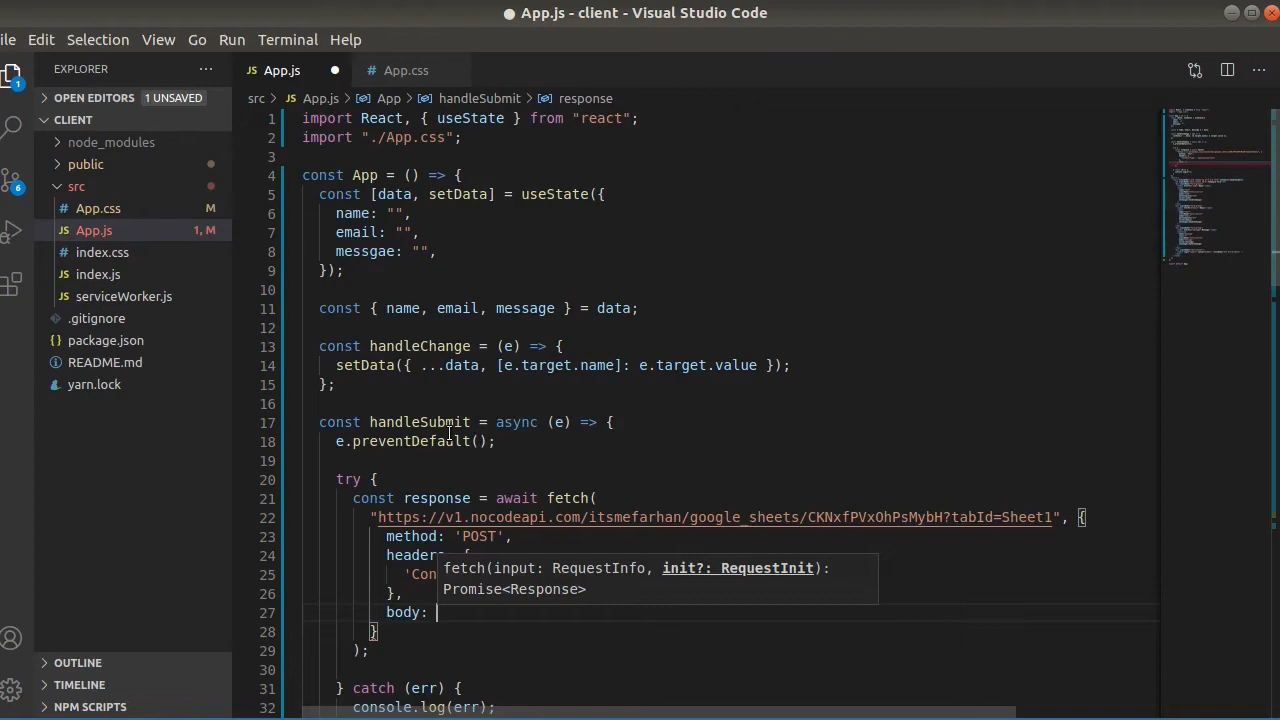 App.js - client - Visual Studio Code
ile Edit Selection View Go Run Terminal Help
EXPLORER
App.js
App.css
OPEN EDITORS 1 UNSAVED
src > App.js > App > handleSubmit > response
CLIENT
node_modules
public
src
App.css M
App.js 1, M
index.css
index.js
serviceWorker.js
.gitignore
package.json
README.md
yarn.lock
OUTLINE
TIMELINE
NPM SCRIPTS
1
6
1 import React, { useState } from "react";
2 import "./App.css";
3
4 const App = () => {
5 const [data, setData] = useState({
6 name: "",
7 email: "",
8 messgae: "",
9 });
10
11 const { name, email, message } = data;
12
13 const handleChange = (e) => {
14 setData({ ...data, [e.target.name]: e.target.value });
15 };
16
17 const handleSubmit = async (e) => {
18 e.preventDefault();
19
20 try {
21 const response = await fetch(
22 "https://v1.nocodeapi.com/itsmefarhan/google_sheets/CKNxfPVxOhPsMybH?tabId=Sheet1", {
23 method: 'POST',
24 headers {
25 'Con
26 },
27 body:
28 }
29 );
30
31 } catch (err) {
32 console.log(err);
fetch(input: RequestInfo, init?: RequestInit):
Promise<Response>